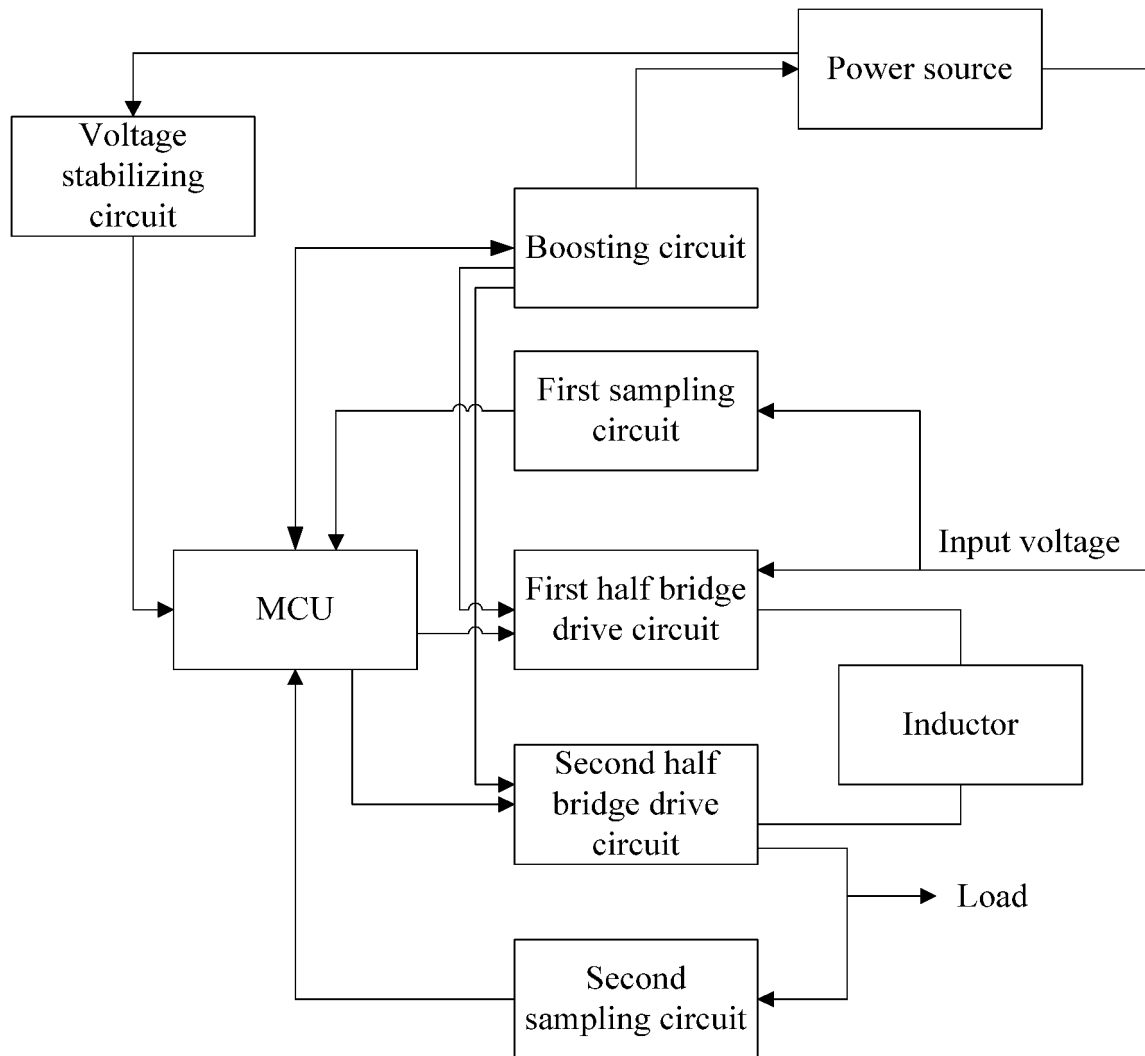 Power source
Voltage
stabilizing
circuit
Boosting circuit
First sampling
circuit
Input voltage
MCU
First half bridge
drive circuit
Inductor
Second half
bridge drive
circuit
Load
Second
sampling circuit